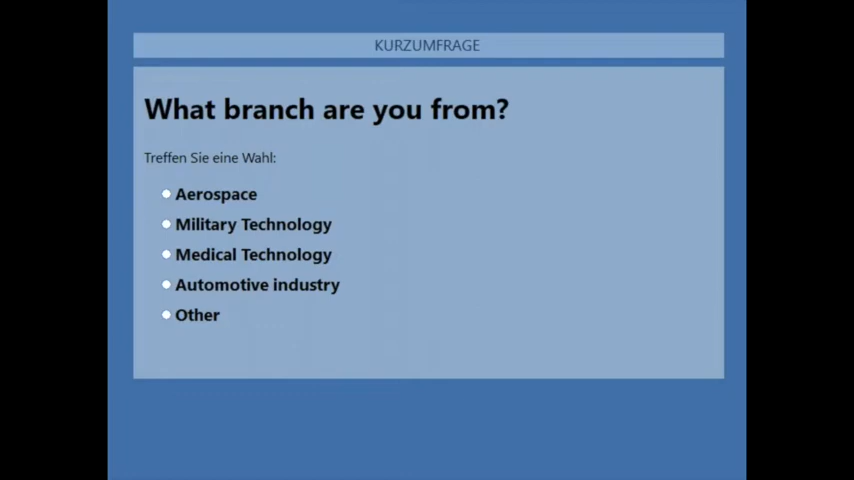 KURZUMFRAGE
What branch are you from?
Treffen Sie eine Wahl:
Aerospace
Military Technology
Medical Technology
Automotive industry
Other